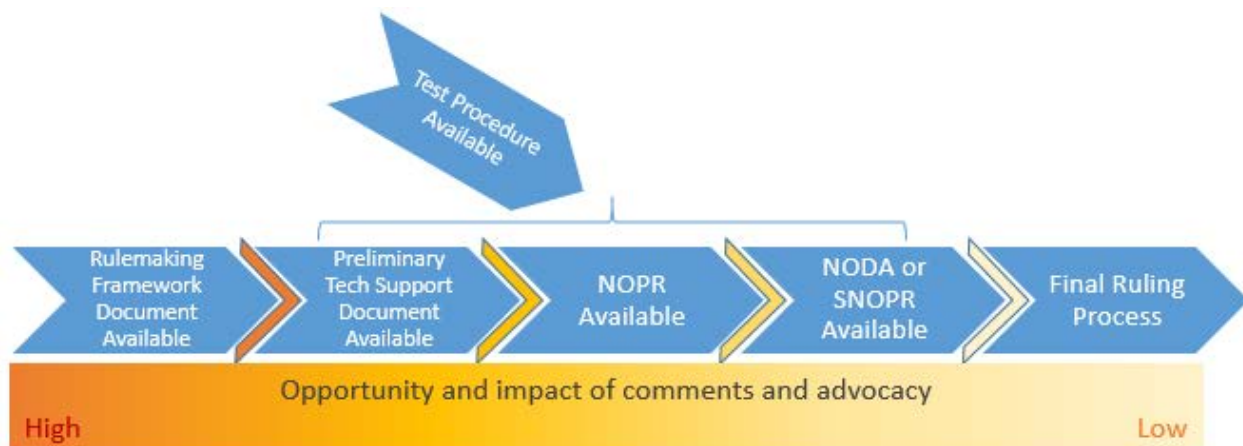 Test Procedure
Available
Rulemaking
Framework
Document
Available
Preliminary
Tech Support
Document
Available
NOPR
Available
NODA or
SNOPR
Available
Final Ruling
Process
Opportunity and impact of comments and advocacy
High
Low